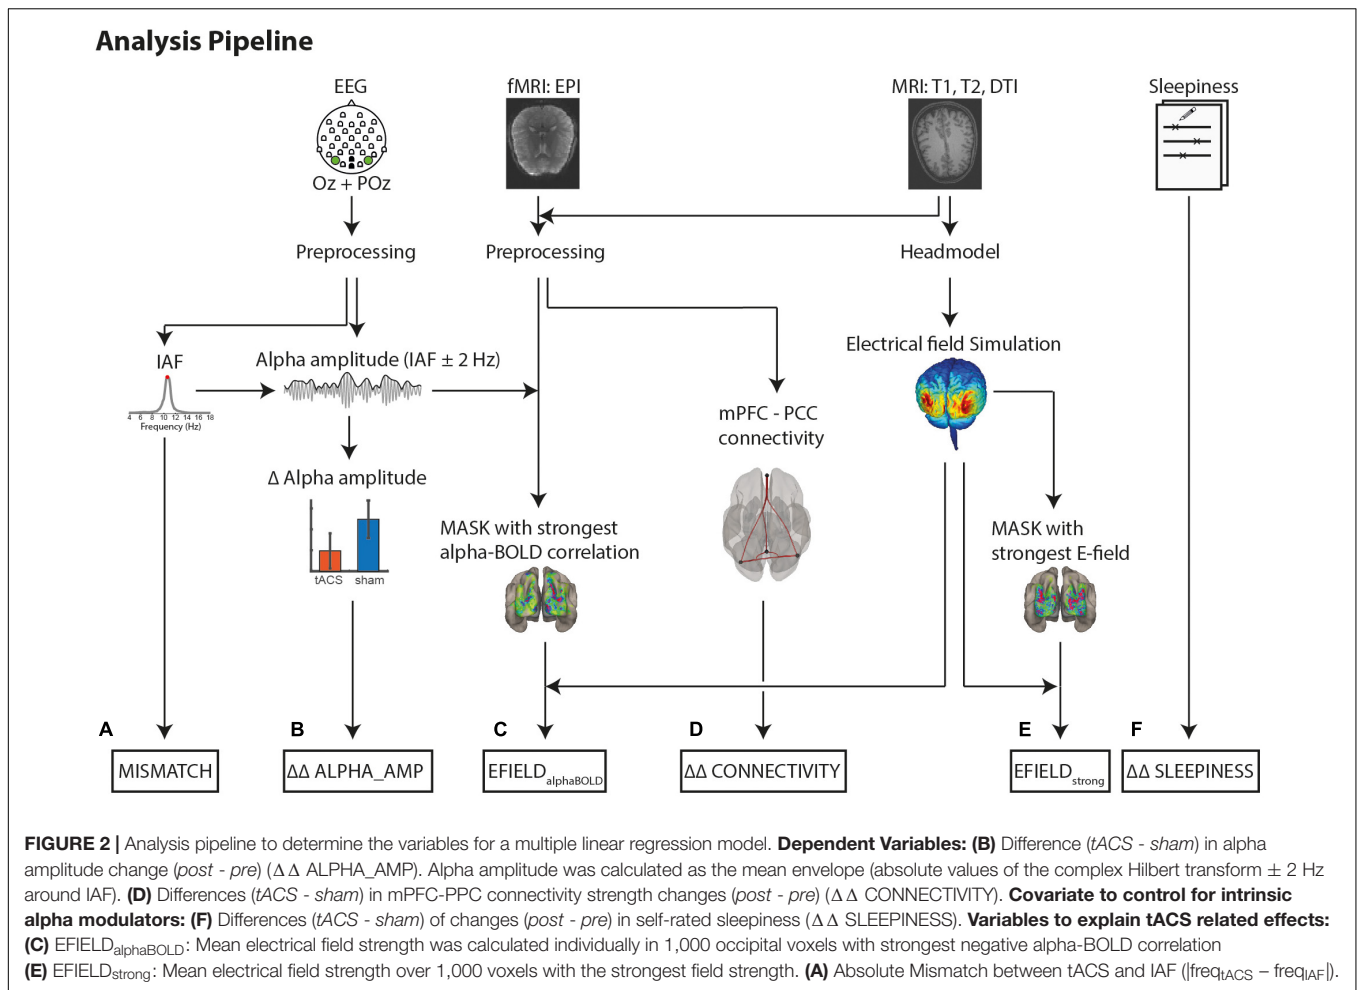 Analysis Pipeline
EEG
fMRI: EPI
MRI: T1, T2, DTI
Sleepiness
Oz + POz
Preprocessing
Preprocessing
Headmodel
IAF
Alpha amplitude (IAF ± 2 Hz)
Electrical field Simulation
4 6 8 10 12 14 16 18
Frequency (Hz)
mPFC - PCC
connectivity
Δ Alpha amplitude
tACS sham
MASK with strongest
alpha-BOLD correlation
MASK with
strongest E-field
A
B
C
D
E
F
MISMATCH
ΔΔ ALPHA_AMP
EFIELDalphaBOLD
ΔΔ CONNECTIVITY
EFIELDstrong
ΔΔ SLEEPINESS
FIGURE 2 | Analysis pipeline to determine the variables for a multiple linear regression model. Dependent Variables: (B) Difference (tACS - sham) in alpha
amplitude change (post - pre) (Δ Δ ALPHA_AMP). Alpha amplitude was calculated as the mean envelope (absolute values of the complex Hilbert transform ± 2 Hz
around IAF). (D) Differences (tACS - sham) in mPFC-PPC connectivity strength changes (post - pre) (Δ Δ CONNECTIVITY). Covariate to control for intrinsic
alpha modulators: (F) Differences (tACS - sham) of changes (post - pre) in self-rated sleepiness (Δ Δ SLEEPINESS). Variables to explain tACS related effects:
(C) EFIELDalphaBOLD: Mean electrical field strength was calculated individually in 1,000 occipital voxels with strongest negative alpha-BOLD correlation
(E) EFIELDstrong: Mean electrical field strength over 1,000 voxels with the strongest field strength. (A) Absolute Mismatch between tACS and IAF (|freqtACS – freqIAF|).